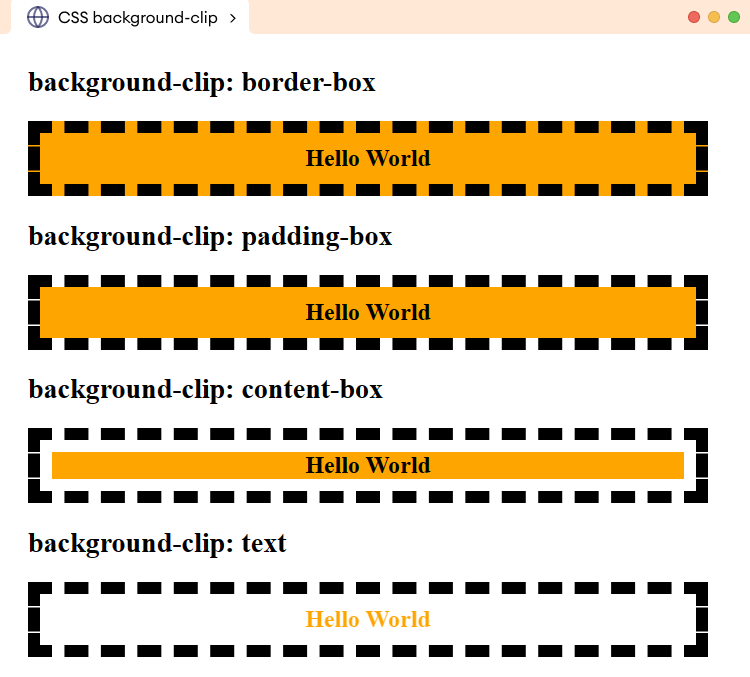 CSS background-clip
background-clip: border-box
Hello World
background-clip: padding-box
Hello World
background-clip: content-box
Hello World
background-clip: text
Hello World